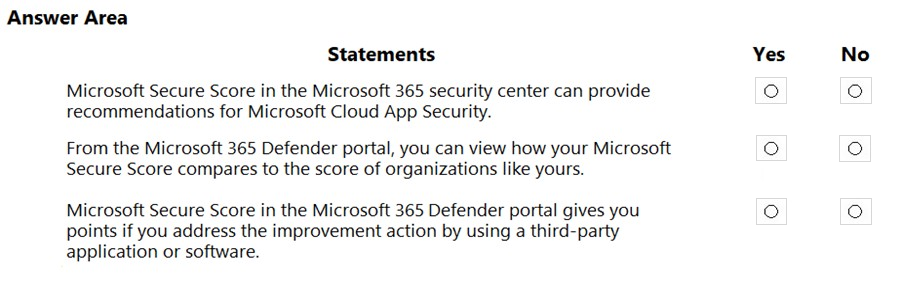 Answer Area
Statements Yes No
Microsoft Secure Score in the Microsoft 365 security center can provide
recommendations for Microsoft Cloud App Security.
From the Microsoft 365 Defender portal, you can view how your Microsoft
Secure Score compares to the score of organizations like yours.
Microsoft Secure Score in the Microsoft 365 Defender portal gives you
points if you address the improvement action by using a third-party
application or software.